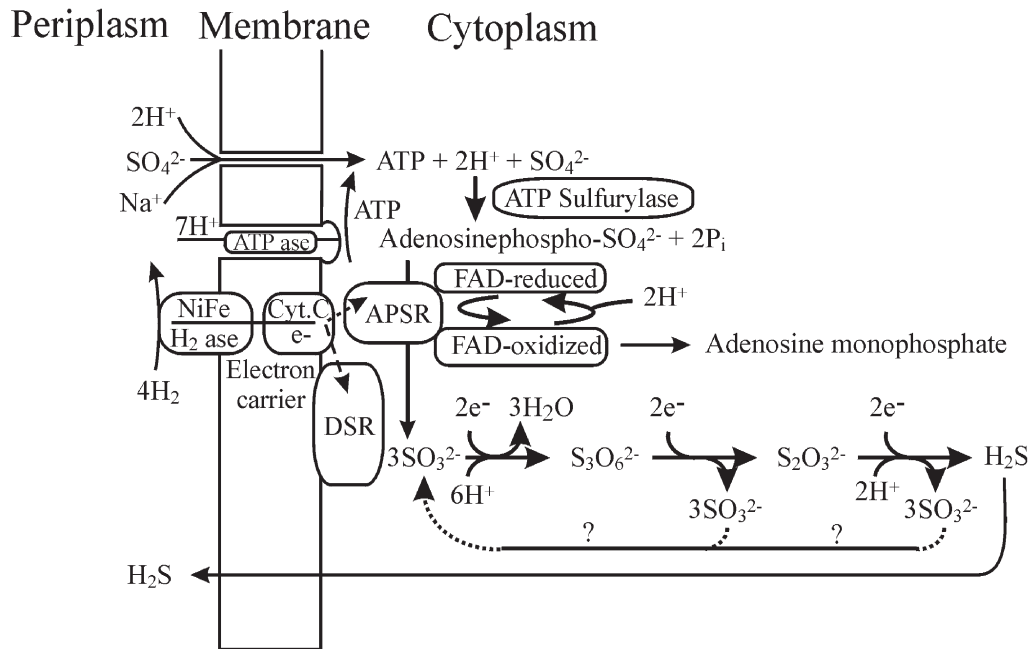 Periplasm Membrane Cytoplasm
2H⁺
SO₄²⁻
Na⁺
ATP + 2H⁺ + SO₄²⁻
ATP Sulfurylase
ATP
7H⁺
ATP ase
Adenosinephospho-SO₄²⁻ + 2Pᵢ
FAD-reduced
2H⁺
NiFe
H₂ ase
Cyt.C
e-
APSR
FAD-oxidized
Adenosine monophosphate
4H₂
Electron
carrier
DSR
2e⁻ 3H₂O 2e⁻ 2e⁻
3SO₃²⁻ S₃O₆²⁻ S₂O₃²⁻ H₂S
6H⁺ 2H⁺
3SO₃²⁻ 3SO₃²⁻
? ?
H₂S